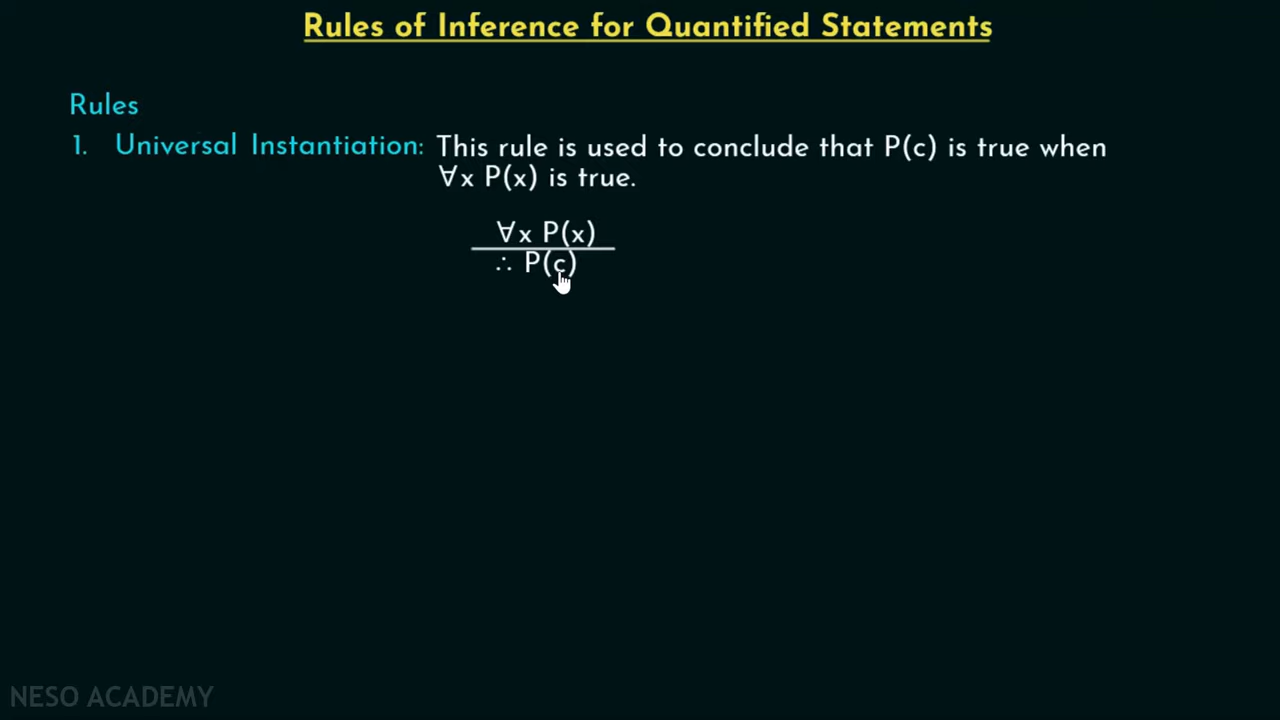 Rules of Inference for Quantified Statements
Rules
1. Universal Instantiation: This rule is used to conclude that P(c) is true when
∀x P(x) is true.
∀x P(x)
∴ P(c)
NESO ACADEMY